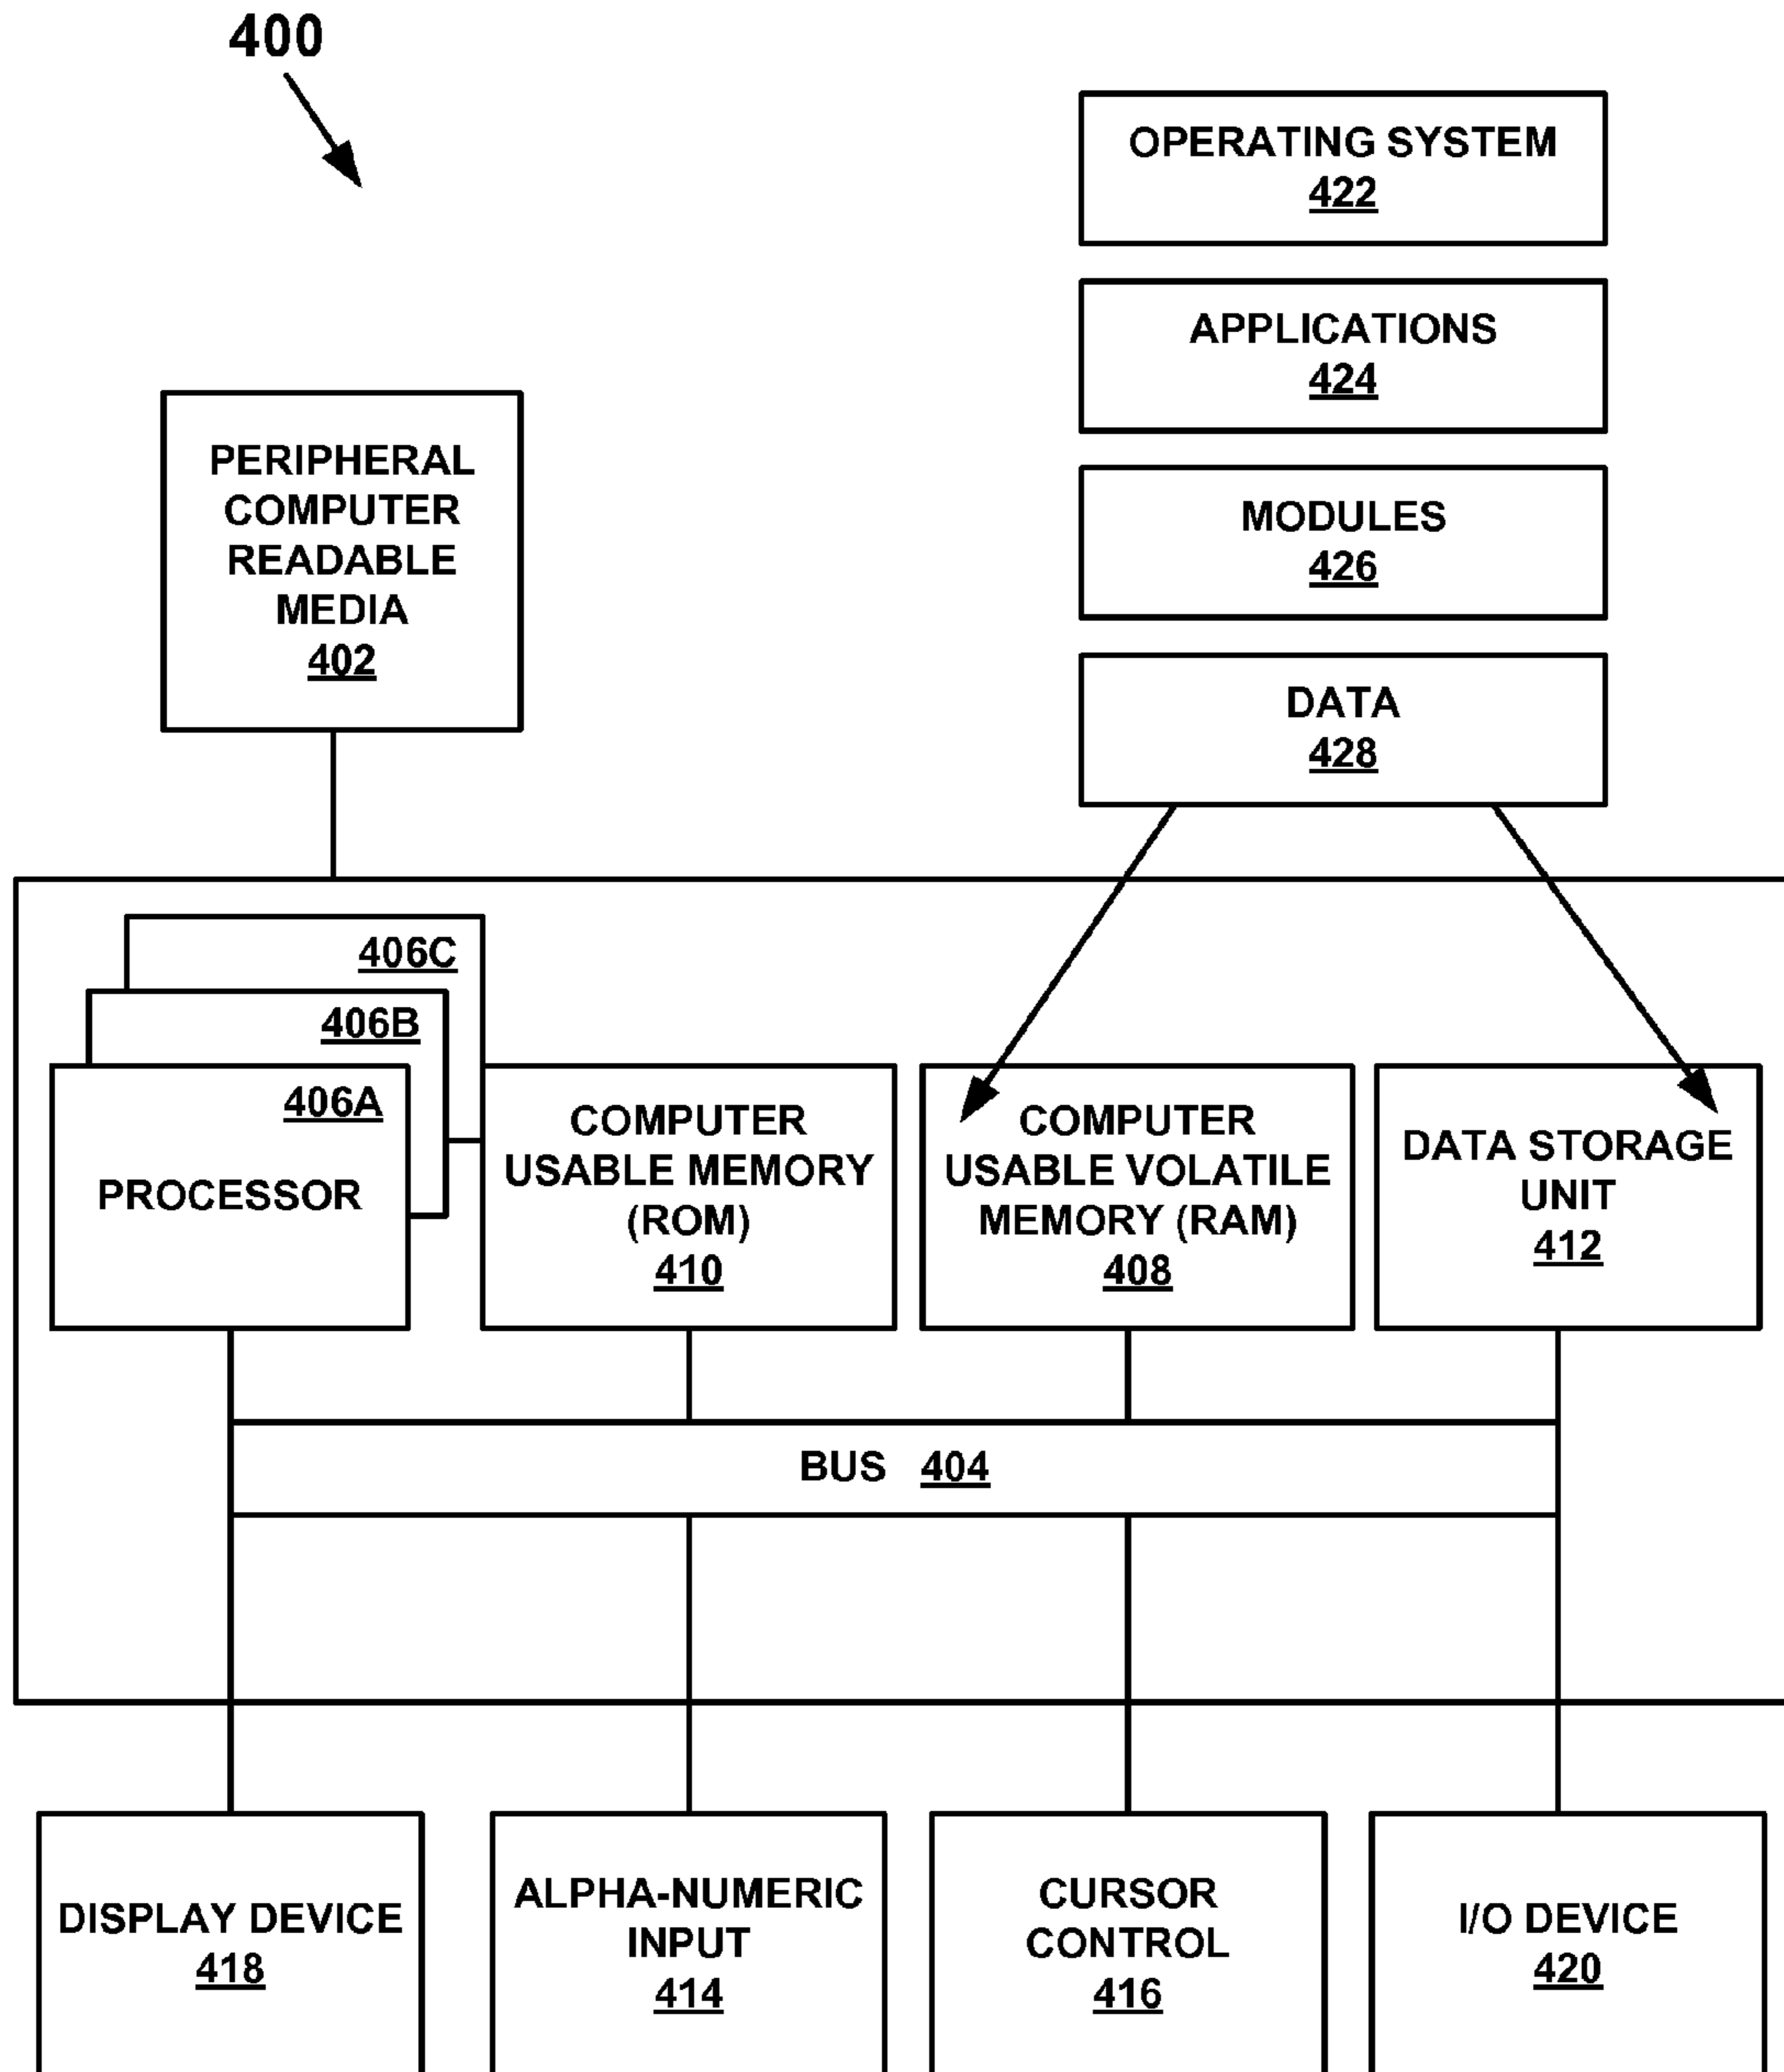 400
OPERATING SYSTEM
422
APPLICATIONS
424
MODULES
426
DATA
428
PERIPHERAL
COMPUTER
READABLE
MEDIA
402
406C
406B
406A
PROCESSOR
COMPUTER
USABLE MEMORY
(ROM)
410
COMPUTER
USABLE VOLATILE
MEMORY (RAM)
408
DATA STORAGE
UNIT
412
BUS 404
DISPLAY DEVICE
418
ALPHA-NUMERIC
INPUT
414
CURSOR
CONTROL
416
I/O DEVICE
420